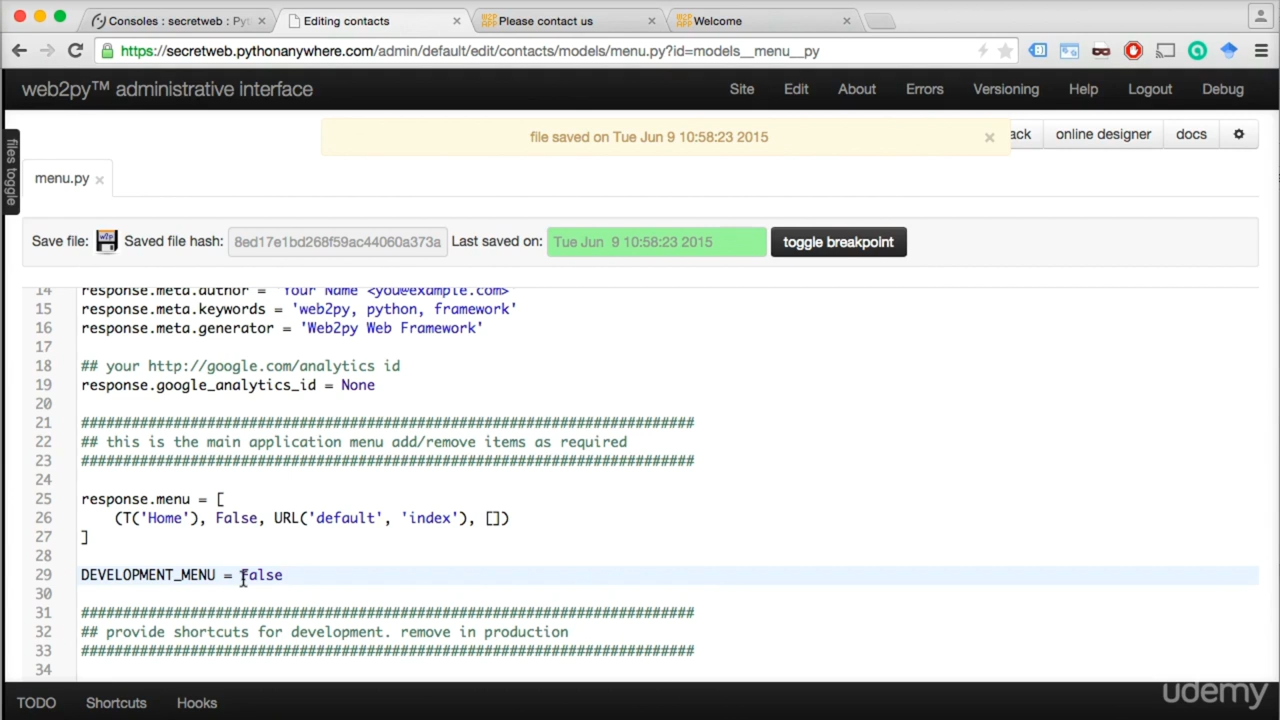 Consoles : secretweb : Pyt
Editing contacts
Please contact us
Welcome
https://secretweb.pythonanywhere.com/admin/default/edit/contacts/models/menu.py?id=models__menu__py
web2py™ administrative interface
Site
Edit
About
Errors
Versioning
Help
Logout
Debug
files toggle
file saved on Tue Jun 9 10:58:23 2015
ack
online designer
docs
menu.py
Save file:
Saved file hash:
8ed17e1bd268f59ac44060a373a
Last saved on:
Tue Jun 9 10:58:23 2015
toggle breakpoint
14 response.meta.author = 'Your Name <you@example.com>
15 response.meta.keywords = 'web2py, python, framework'
16 response.meta.generator = 'Web2py Web Framework'
17
18 ## your http://google.com/analytics id
19 response.google_analytics_id = None
20
21 #########################################################################
22 ## this is the main application menu add/remove items as required
23 #########################################################################
24
25 response.menu = [
26 (T('Home'), False, URL('default', 'index'), [])
27 ]
28
29 DEVELOPMENT_MENU = False
30
31 #########################################################################
32 ## provide shortcuts for development. remove in production
33 #########################################################################
34
TODO
Shortcuts
Hooks
udemy